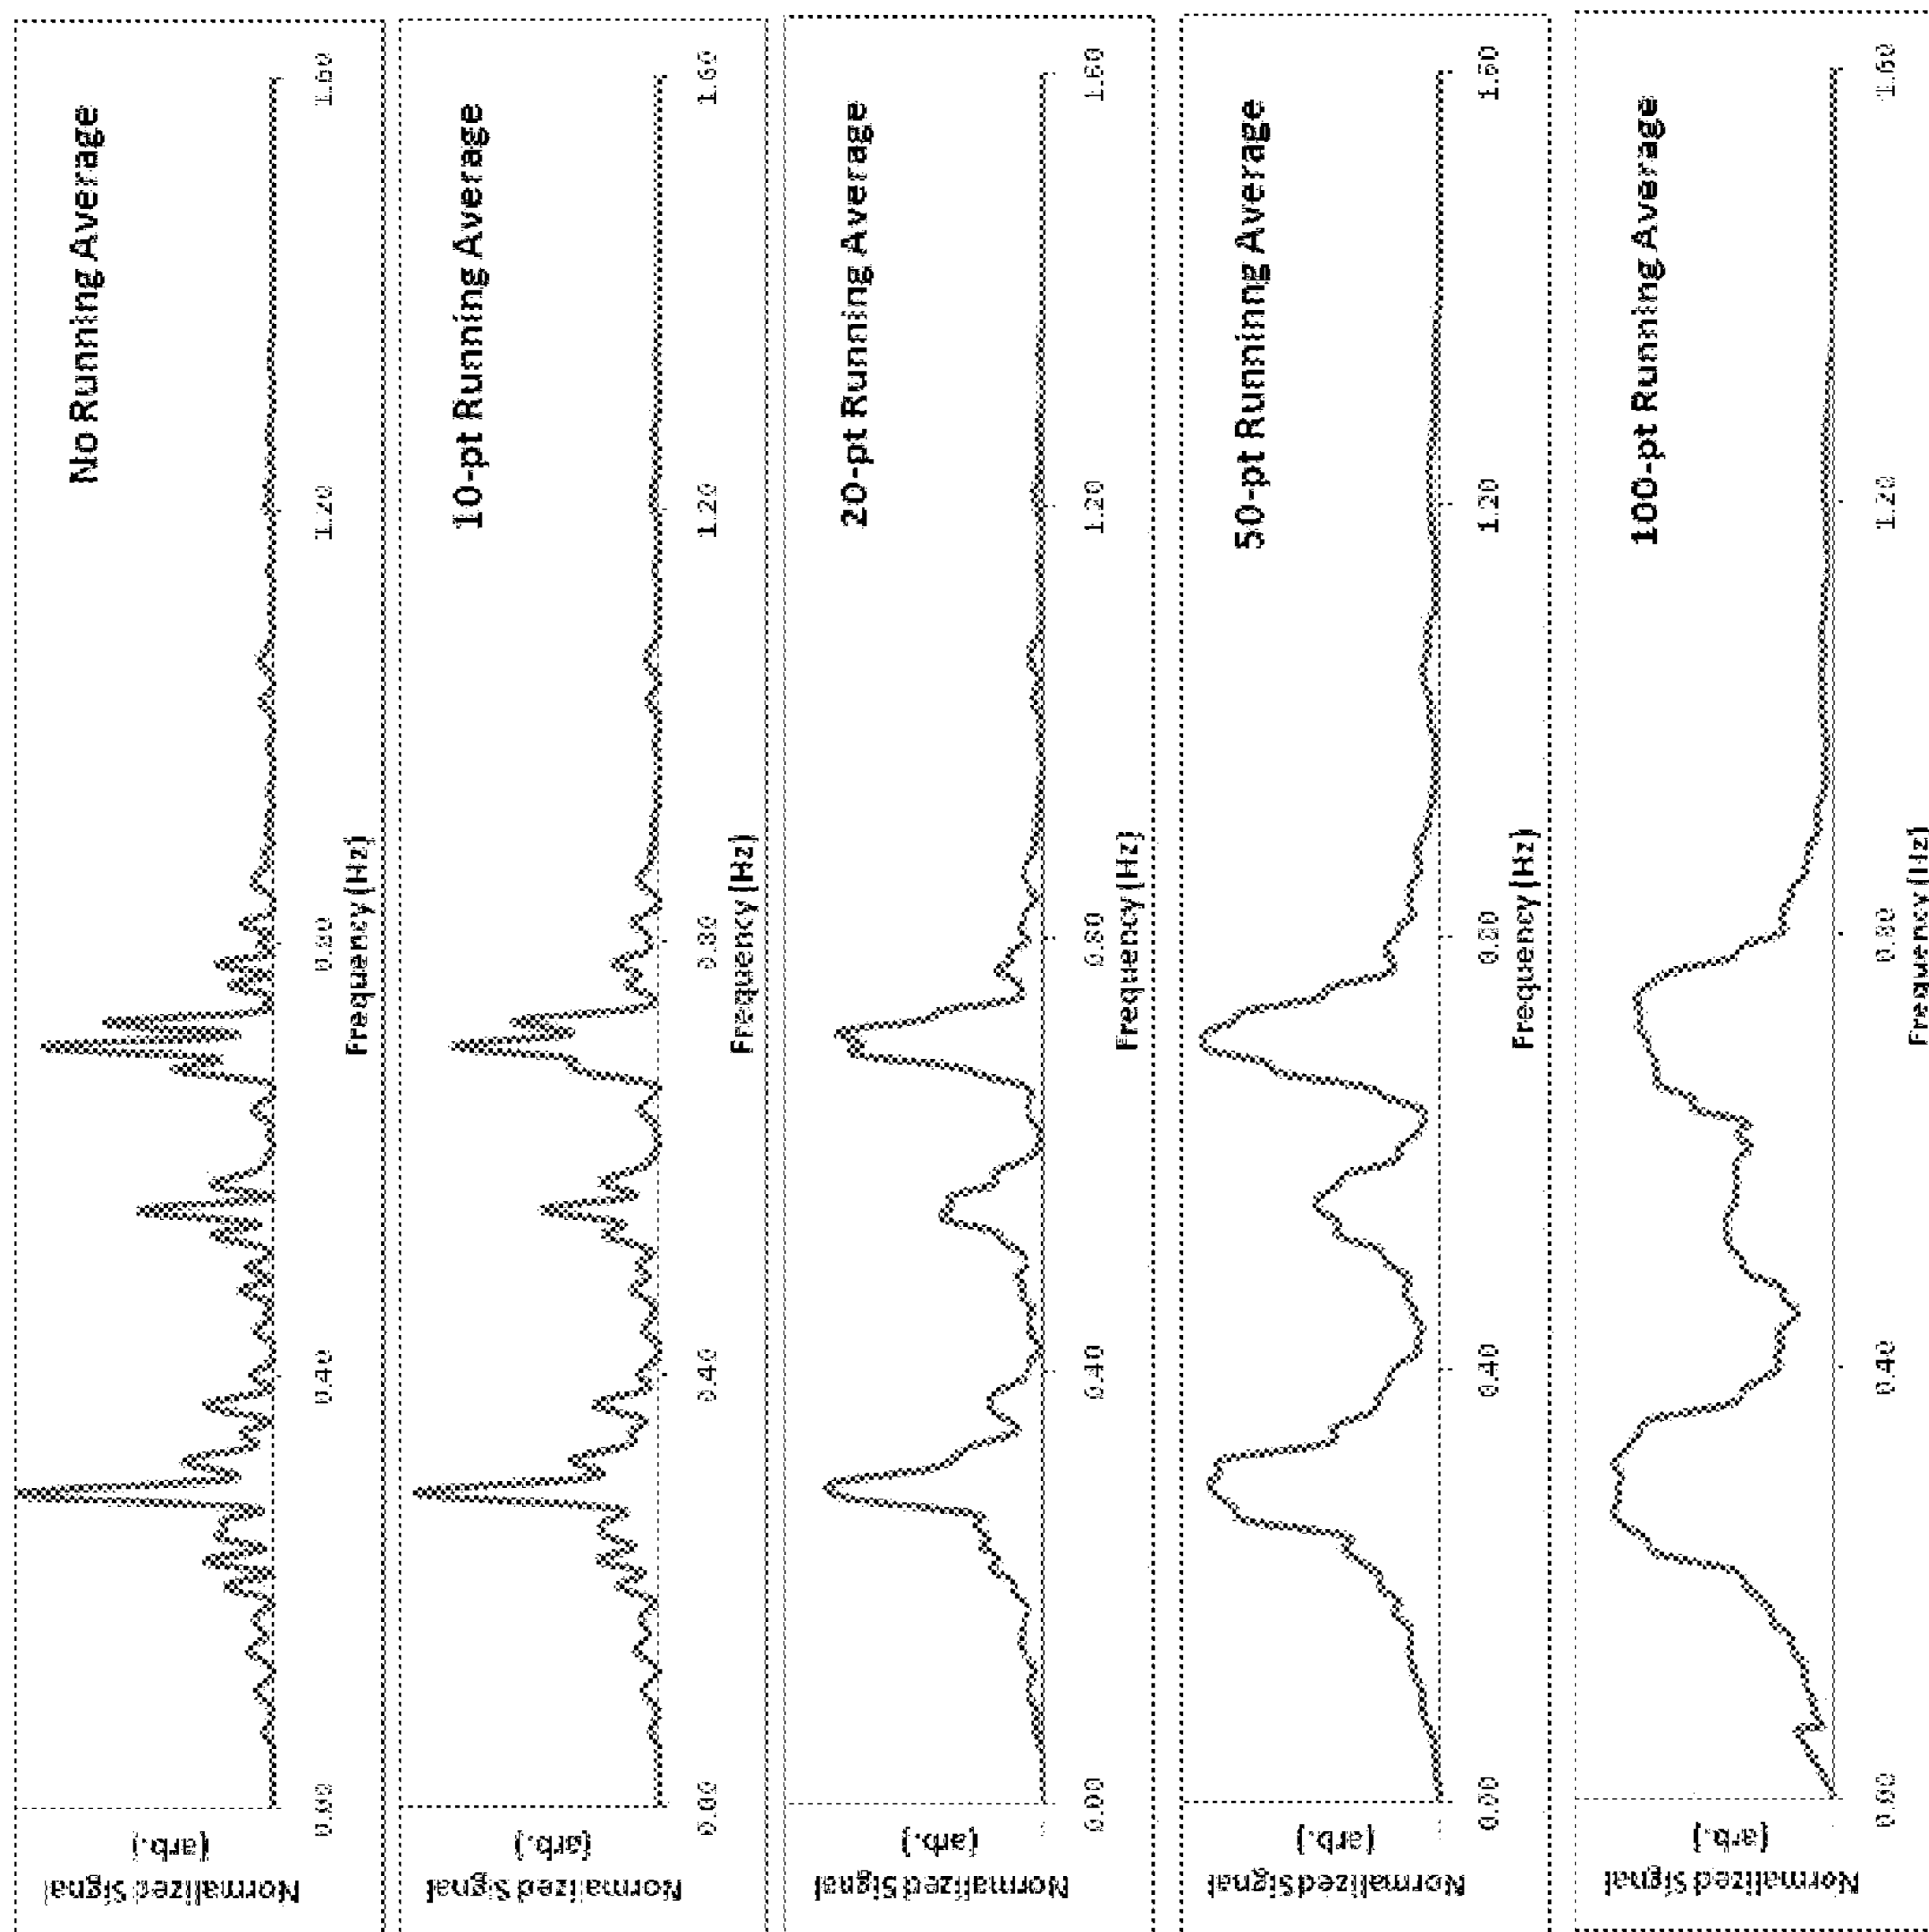 No Running Average
Normalized Signal
(arb.)
0.00
0.40
0.80
1.20
1.60
Frequency (Hz)
10-pt Running Average
Normalized Signal
(arb.)
0.00
0.40
0.80
1.20
1.60
Frequency (Hz)
20-pt Running Average
Normalized Signal
(arb.)
0.00
0.40
0.80
1.20
1.60
Frequency (Hz)
50-pt Running Average
Normalized Signal
(arb.)
0.00
0.40
0.80
1.20
1.60
Frequency (Hz)
100-pt Running Average
Normalized Signal
(arb.)
0.00
0.40
0.80
1.20
1.60
Frequency (Hz)